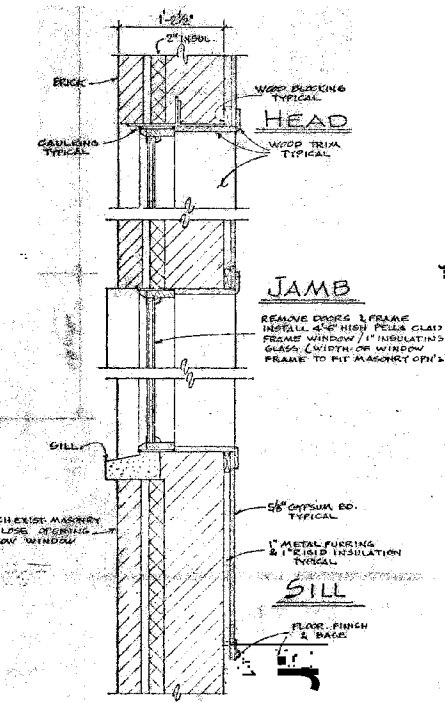 1'-2½"
2" INSUL.
BRICK
WOOD BLOCKING
TYPICAL
HEAD
CAULKING
TYPICAL
WOOD TRIM
TYPICAL
JAMB
REMOVE DOORS & FRAME
INSTALL 4'-6" HIGH PELLA CLAD
FRAME WINDOW / 1" INSULATING
GLASS (WIDTH OF WINDOW
FRAME TO FIT MASONRY OPN'
SILL
5/8" GYPSUM BD.
TYPICAL
CH EXIST. MASONRY
LOSE OPENING
OW WINDOW
1" METAL FURRING
& 1" RIGID INSULATION
TYPICAL
SILL
FLOOR FINISH
& BASE